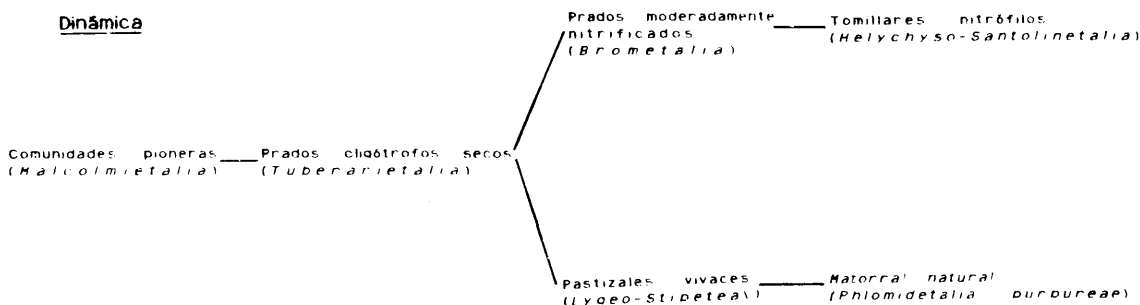 Dinámica
Prados moderadamente
nitrificados
(Brometalia)
Tomillares nitrófilos
(Helychyso-Santolinetalia)
Comunidades pioneras
(Malcolmietalia)
Prados oligótrofos secos
(Tuberarietalia)
Pastizales vivaces
(Lygeo-Stipetea)
Matorral natural
(Phlomidetalia purpureae)